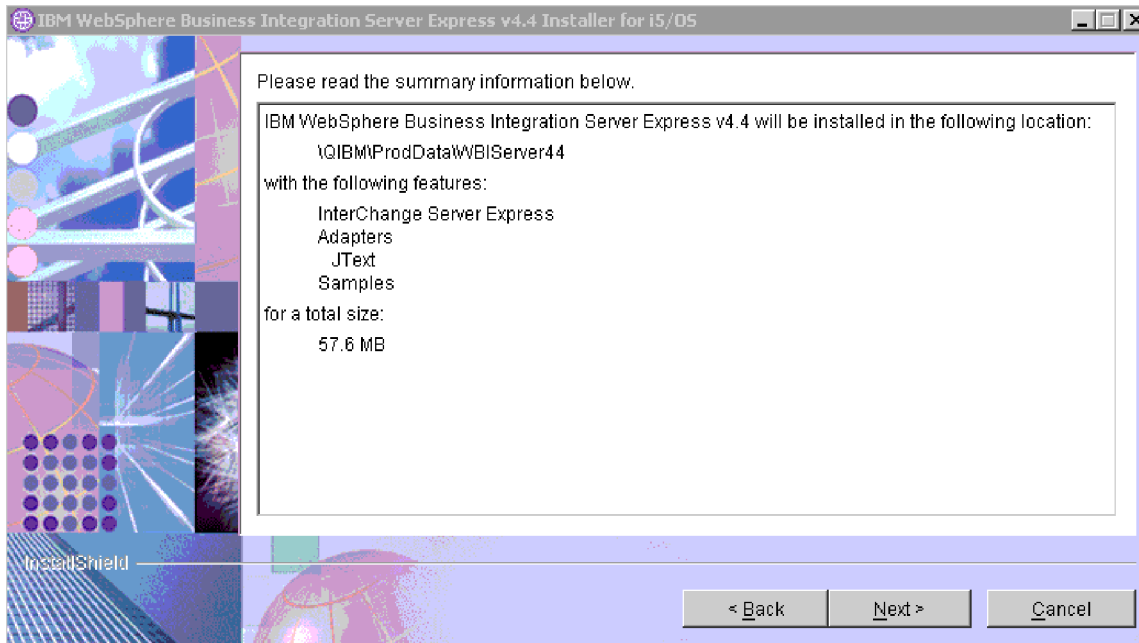 IBM WebSphere Business Integration Server Express v4.4 Installer for i5/OS
Please read the summary information below.
IBM WebSphere Business Integration Server Express v4.4 will be installed in the following location:
\QIBM\ProdData\WBIServer44
with the following features:
InterChange Server Express
Adapters
JText
Samples
for a total size:
57.6 MB
InstallShield
< Back
Next >
Cancel